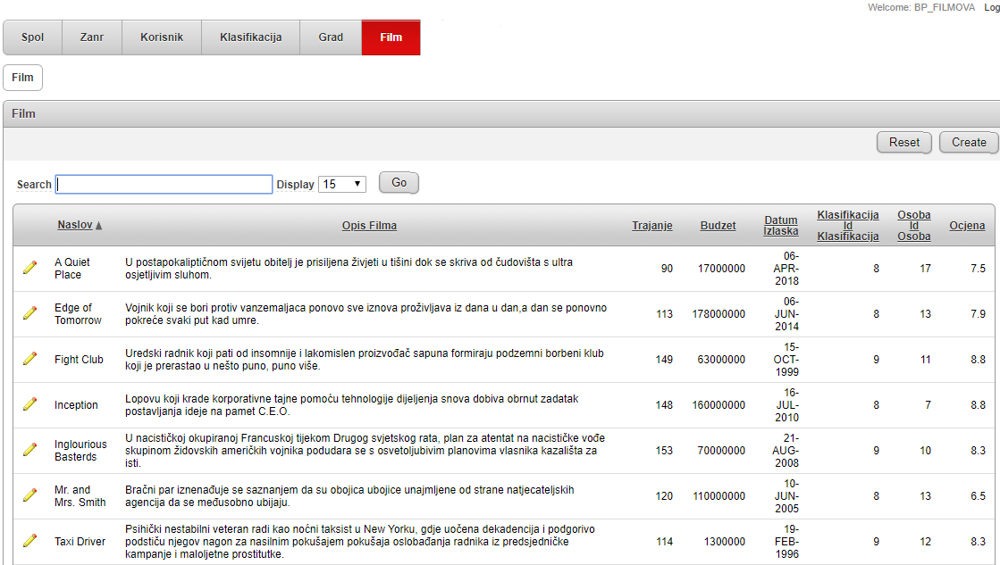 Welcome: BP_FILMOVA Log
Spol Zanr Korisnik Klasifikacija Grad Film
Film
Film
Reset Create
Search Display 15 Go
Naslov Opis Filma Trajanje Budzet Datum Izlaska Klasifikacija Id Klasifikacija Osoba Id Osoba Ocjena
A Quiet Place
U postapokaliptičnom svijetu obitelj je prisiljena živjeti u tišini dok se skriva od čudovišta s ultra
osjetljivim sluhom.
90 17000000 06-APR-2018 8 17 7.5
Edge of Tomorrow
Vojnik koji se bori protiv vanzemaljaca ponovo sve iznova proživljava iz dana u dan,a dan se ponovno
pokreće svaki put kad umre.
113 178000000 06-JUN-2014 8 13 7.9
Fight Club
Uredski radnik koji pati od insomnije i lakomislen proizvođač sapuna formiraju podzemni borbeni klub
koji je prerastao u nešto puno, puno više.
149 63000000 15-OCT-1999 9 11 8.8
Inception
Lopovu koji krade korporativne tajne pomoću tehnologije dijeljenja snova dobiva obrnut zadatak
postavljanja ideje na pamet C.E.O.
148 160000000 16-JUL-2010 8 7 8.8
Inglourious Basterds
U nacističkoj okupiranoj Francuskoj tijekom Drugog svjetskog rata, plan za atentat na nacističke vođe
skupinom židovskih američkih vojnika podudara se s osvetoljubivim planovima vlasnika kazališta za
isti.
153 70000000 21-AUG-2008 9 10 8.3
Mr. and Mrs. Smith
Bračni par iznenađuje se saznanjem da su obojica ubojice unajmljene od strane natjecateljskih
agencija da se međusobno ubijaju.
120 110000000 10-JUN-2005 8 13 6.5
Taxi Driver
Psihički nestabilni veteran radi kao noćni taksist u New Yorku, gdje uočena dekadencija i podgorivo
podstiču njegov nagon za nasilnim pokušajem pokušaja oslobađanja radnika iz predsjedničke
kampanje i maloljetne prostitutke.
114 1300000 19-FEB-1996 9 12 8.3